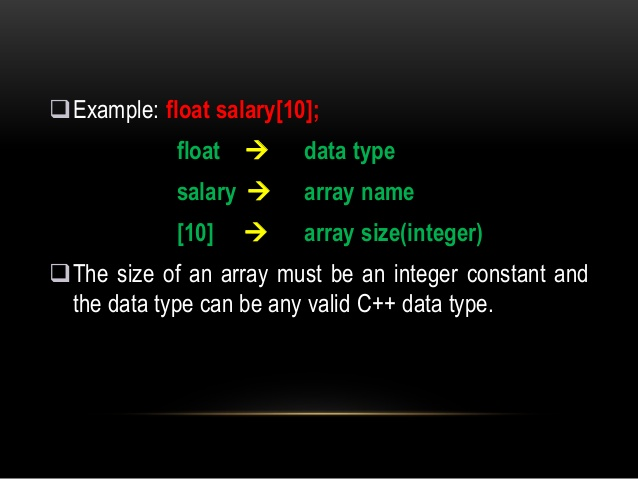 ❑Example: float salary[10];
float ➔ data type
salary ➔ array name
[10] ➔ array size(integer)
❑The size of an array must be an integer constant and
the data type can be any valid C++ data type.